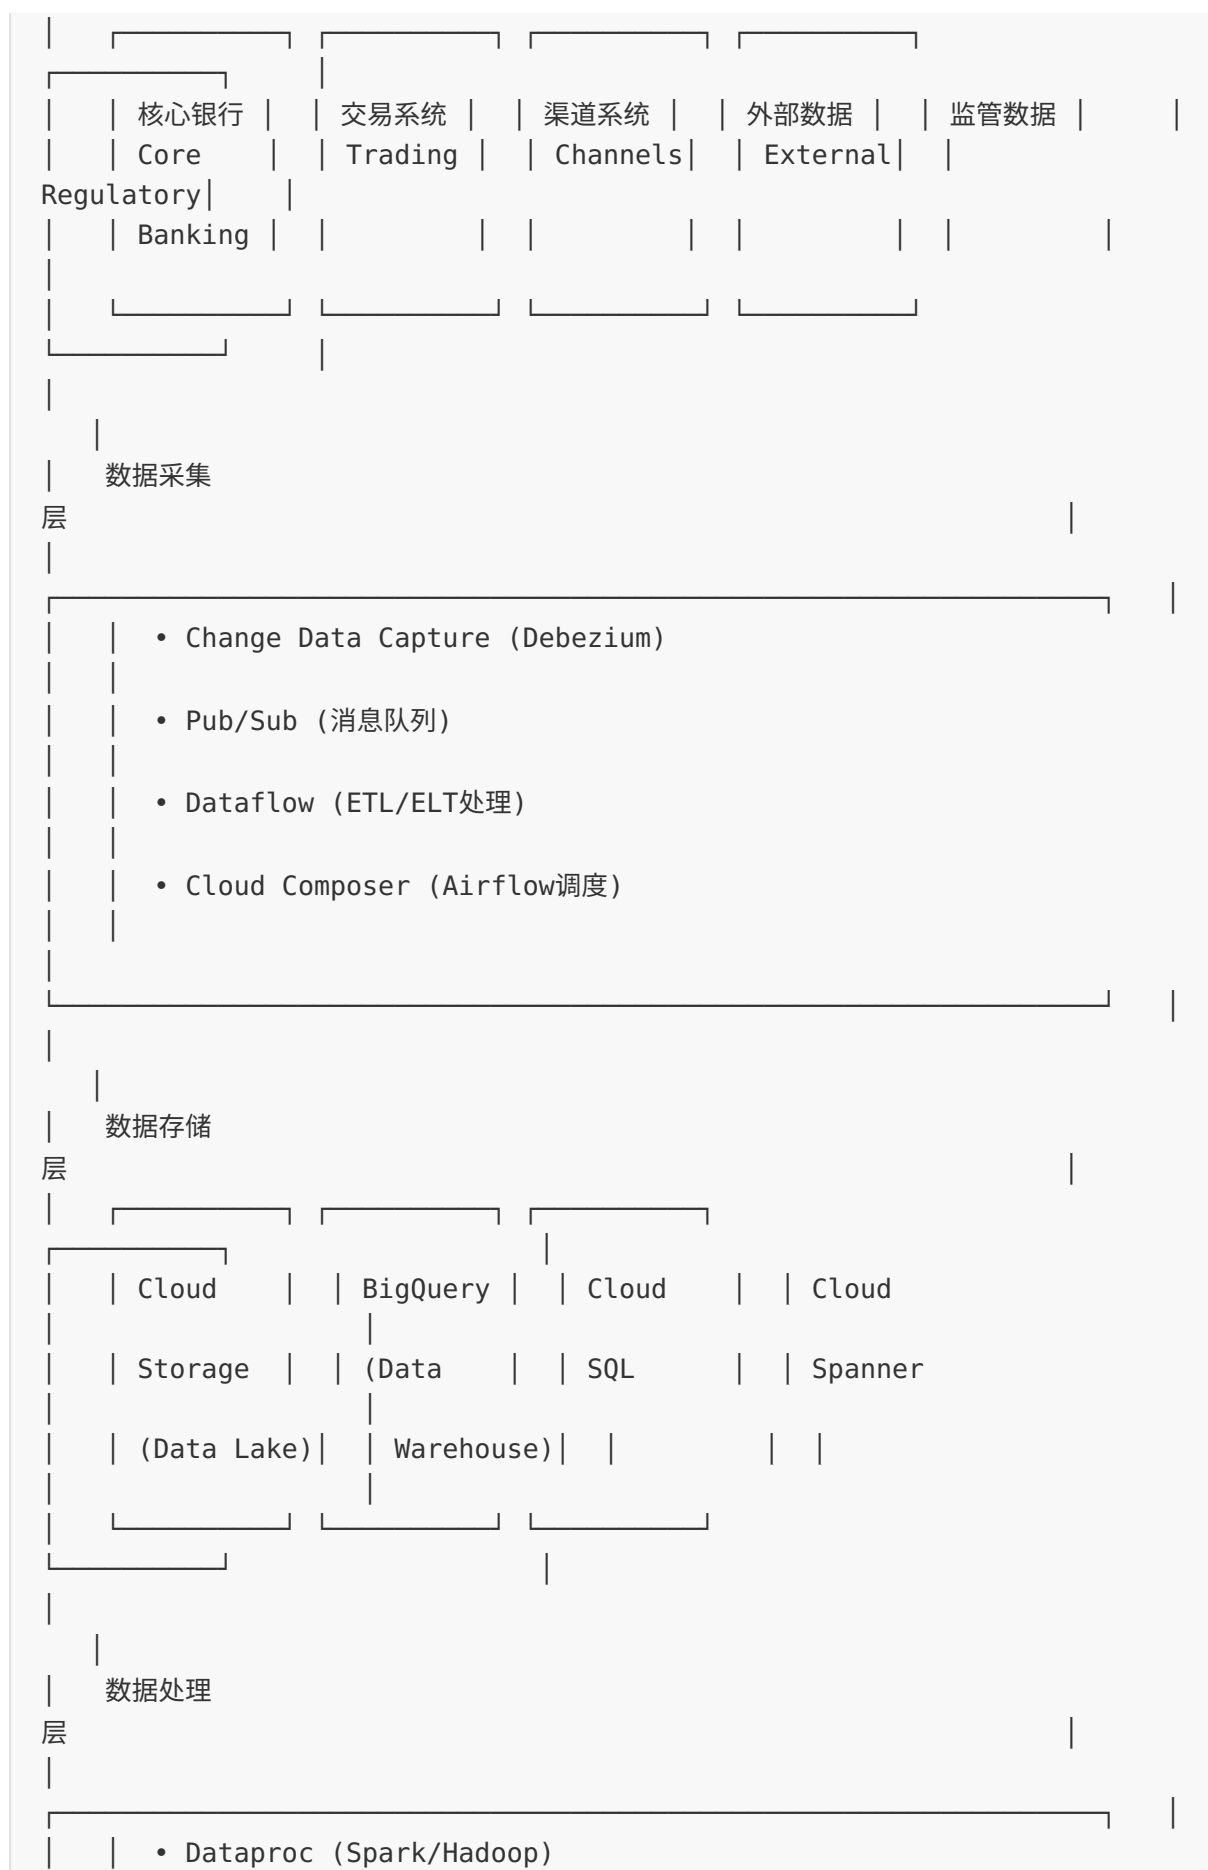 核心银行 交易系统 渠道系统 外部数据 监管数据
Core Trading Channels External
Regulatory
Banking
数据采集
层
• Change Data Capture (Debezium)
• Pub/Sub (消息队列)
• Dataflow (ETL/ELT处理)
• Cloud Composer (Airflow调度)
数据存储
层
Cloud BigQuery Cloud Cloud
Storage (Data SQL Spanner
(Data Lake) Warehouse)
数据处理
层
• Dataproc (Spark/Hadoop)